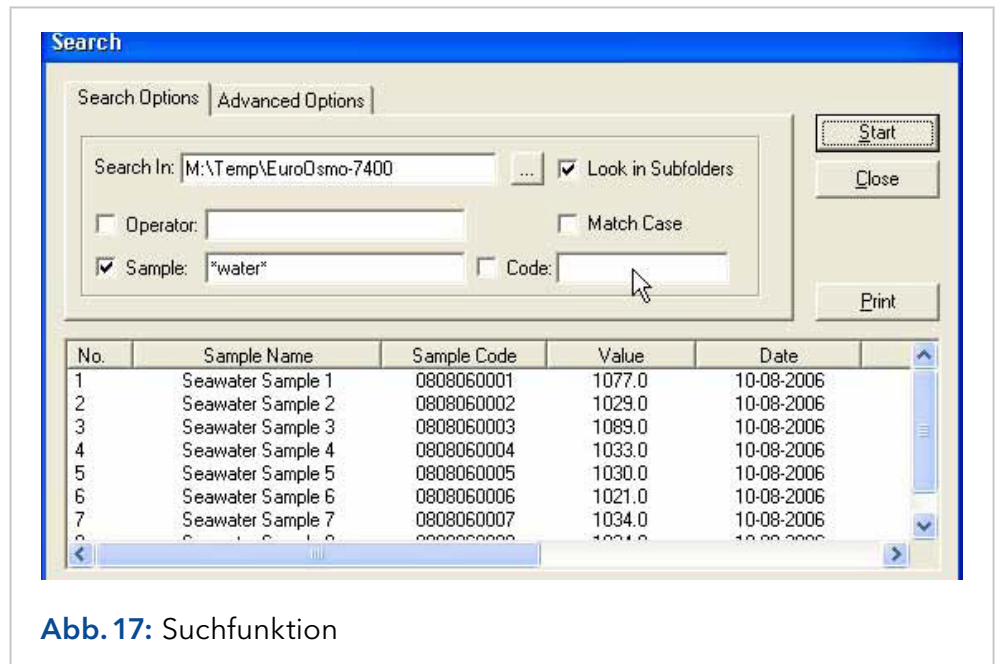 Search
Search Options Advanced Options
Start
Search In: M:\Temp\EuroOsmo-7400 ... Look in Subfolders
Close
Operator: Match Case
Sample: *water* Code:
Print
No. Sample Name Sample Code Value Date
1 Seawater Sample 1 0808060001 1077.0 10-08-2006
2 Seawater Sample 2 0808060002 1029.0 10-08-2006
3 Seawater Sample 3 0808060003 1089.0 10-08-2006
4 Seawater Sample 4 0808060004 1033.0 10-08-2006
5 Seawater Sample 5 0808060005 1030.0 10-08-2006
6 Seawater Sample 6 0808060006 1021.0 10-08-2006
7 Seawater Sample 7 0808060007 1034.0 10-08-2006
Abb. 17: Suchfunktion